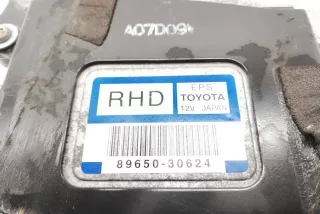 A07D09
RHD
EPS
TOYOTA
12V JAPAN
89650-30624